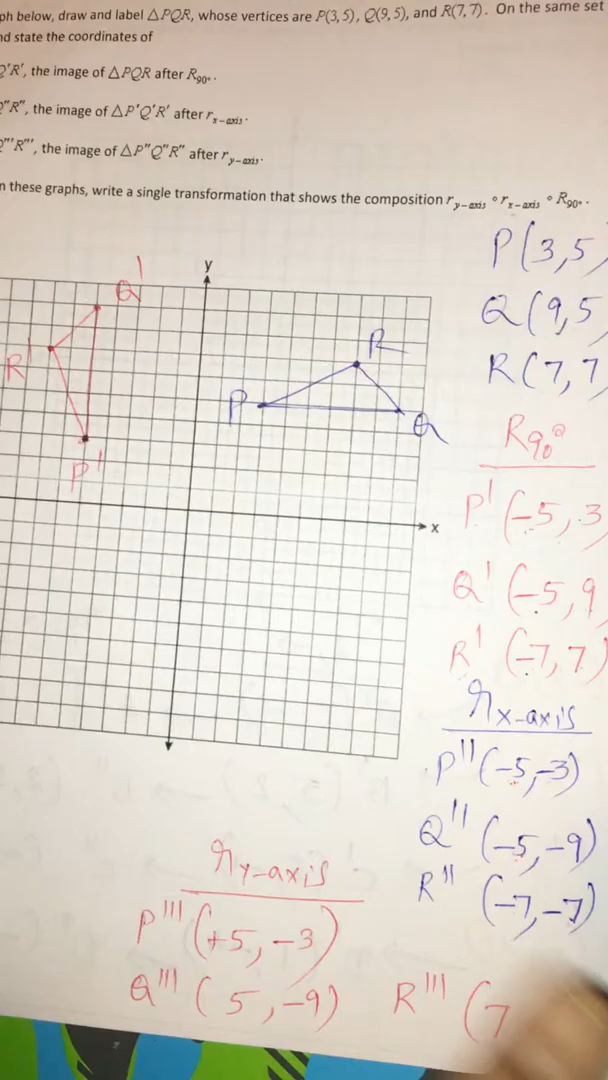 ph below, draw and label △PQR, whose vertices are P(3, 5), Q(9, 5), and R(7, 7). On the same set
nd state the coordinates of
Q'R', the image of △PQR after R90°.
Q"R", the image of △P'Q'R' after rx−axis.
Q'''R''', the image of △P"Q"R" after ry−axis.
n these graphs, write a single transformation that shows the composition ry−axis ∘ rx−axis ∘ R90°.
P(3,5
Q(9,5
R(7,7
y
Q'
R
R'
P
Q
P'
x
R90°
P'(-5,3
Q'(-5,9
R'(-7,7)
rx-axis
P''(-5,-3)
Q''(-5,-9)
R''(-7,-7)
ry-axis
P'''(+5,-3)
Q'''(5,-9) R'''(7